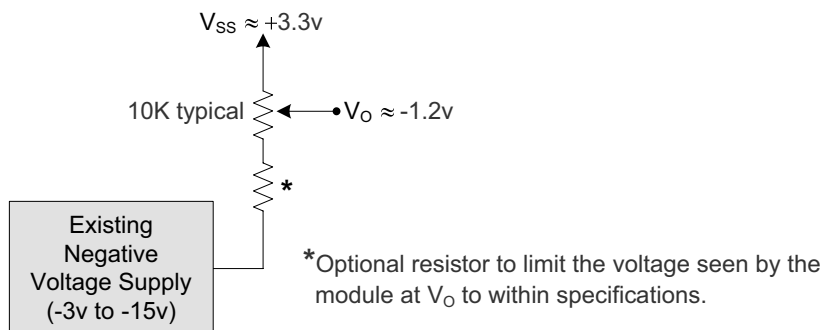 V_SS ≈ +3.3v
10K typical
V_O ≈ -1.2v
*
Existing
Negative
Voltage Supply
(-3v to -15v)
*Optional resistor to limit the voltage seen by the
module at V_O to within specifications.